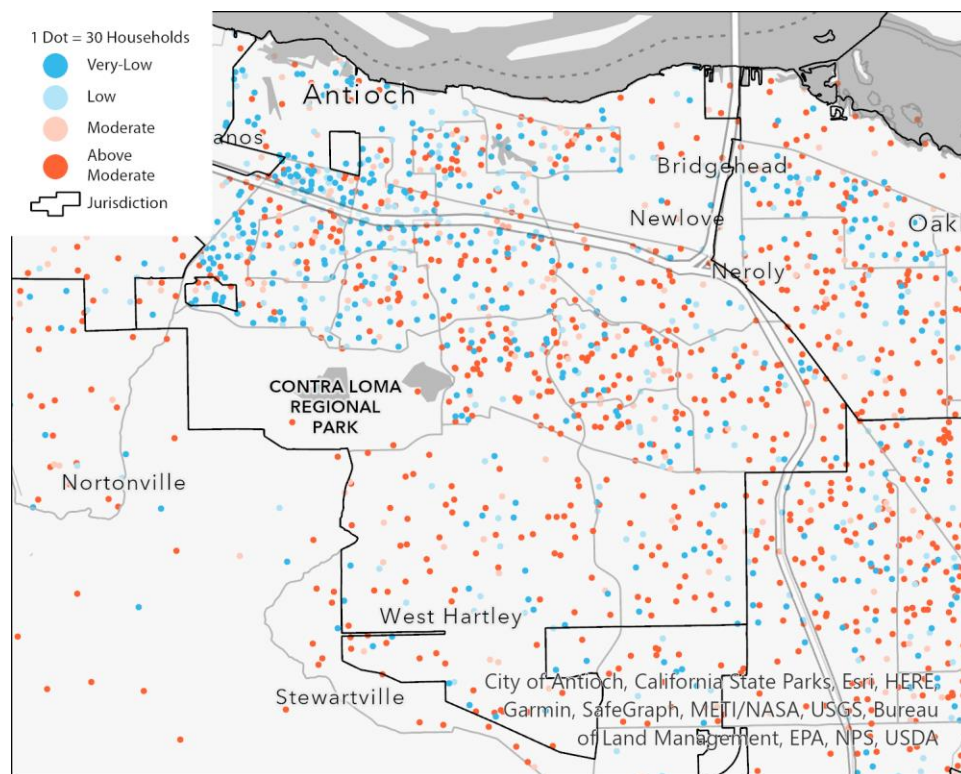 1 Dot = 30 Households
Very-Low
Low
Moderate
Above
Moderate
Jurisdiction
Antioch
anos
Bridgehead
Newlove
Oakl
Neroly
CONTRA LOMA
REGIONAL
PARK
Nortonville
West Hartley
Stewartville
City of Antioch, California State Parks, Esri, HERE,
Garmin, SafeGraph, METI/NASA, USGS, Bureau
of Land Management, EPA, NPS, USDA